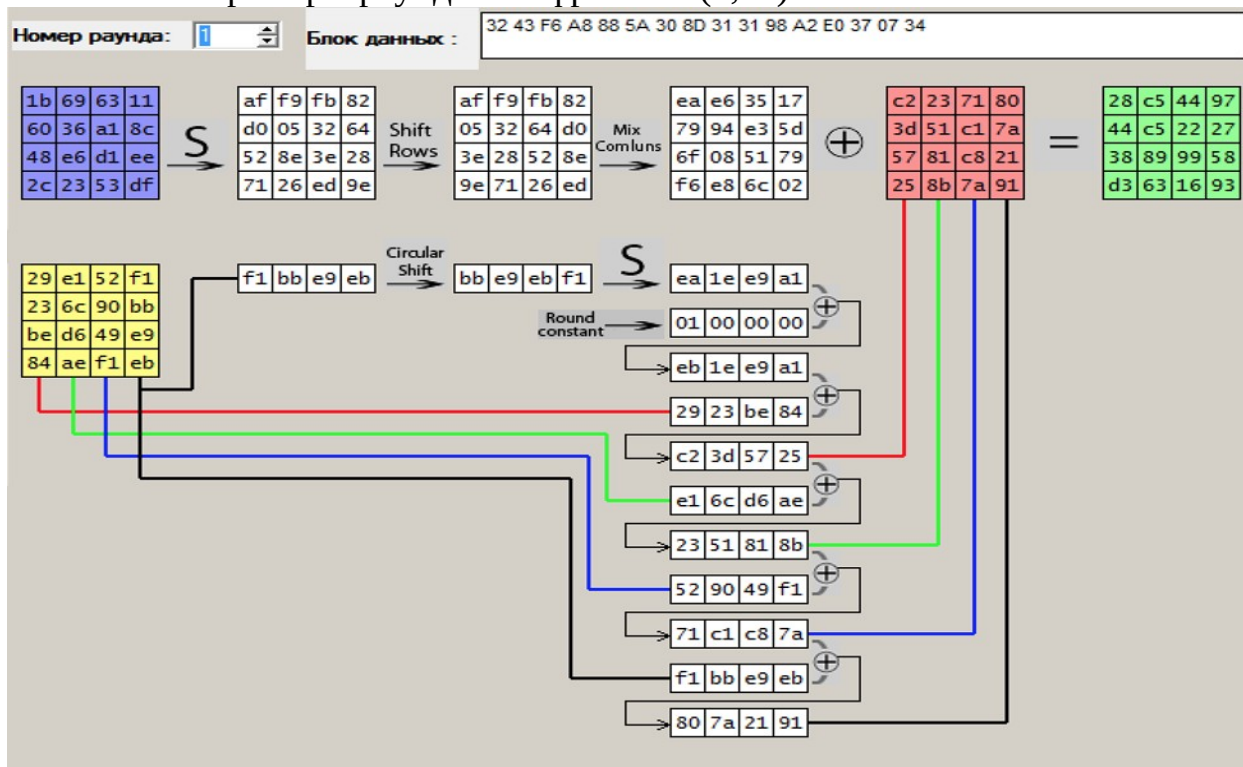 Номер раунда: 1
Блок данных :
32 43 F6 A8 88 5A 30 8D 31 31 98 A2 E0 37 07 34
1b 69 63 11
60 36 a1 8c
48 e6 d1 ee
2c 23 53 df
S
af f9 fb 82
d0 05 32 64
52 8e 3e 28
71 26 ed 9e
Shift
Rows
af f9 fb 82
05 32 64 d0
3e 28 52 8e
9e 71 26 ed
Mix
Comluns
ea e6 35 17
79 94 e3 5d
6f 08 51 79
f6 e8 6c 02
⊕
c2 23 71 80
3d 51 c1 7a
57 81 c8 21
25 8b 7a 91
=
28 c5 44 97
44 c5 22 27
38 89 99 58
d3 63 16 93
29 e1 52 f1
23 6c 90 bb
be d6 49 e9
84 ae f1 eb
f1 bb e9 eb
Circular
Shift
bb e9 eb f1
S
ea 1e e9 a1
Round
constant
01 00 00 00
eb 1e e9 a1
29 23 be 84
c2 3d 57 25
e1 6c d6 ae
23 51 81 8b
52 90 49 f1
71 c1 c8 7a
f1 bb e9 eb
80 7a 21 91